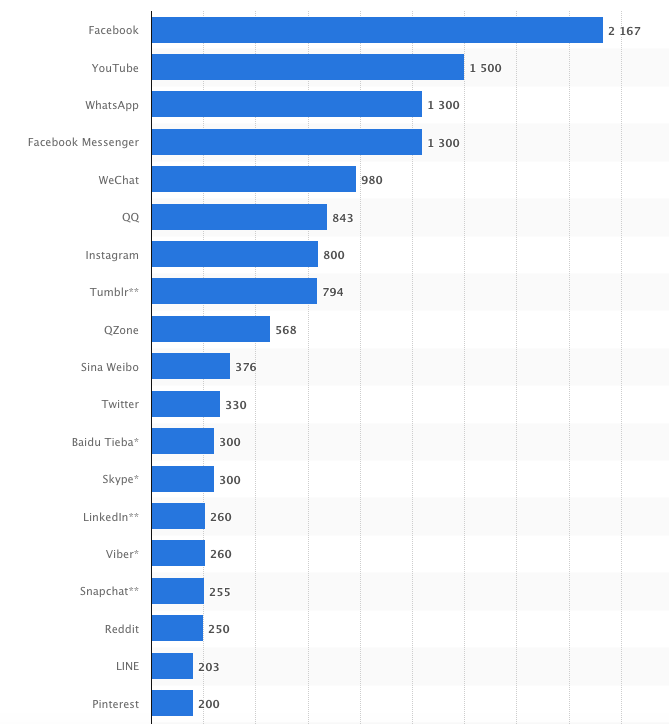 Facebook 2 167
YouTube 1 500
WhatsApp 1 300
Facebook Messenger 1 300
WeChat 980
QQ 843
Instagram 800
Tumblr** 794
QZone 568
Sina Weibo 376
Twitter 330
Baidu Tieba* 300
Skype* 300
LinkedIn** 260
Viber* 260
Snapchat** 255
Reddit 250
LINE 203
Pinterest 200